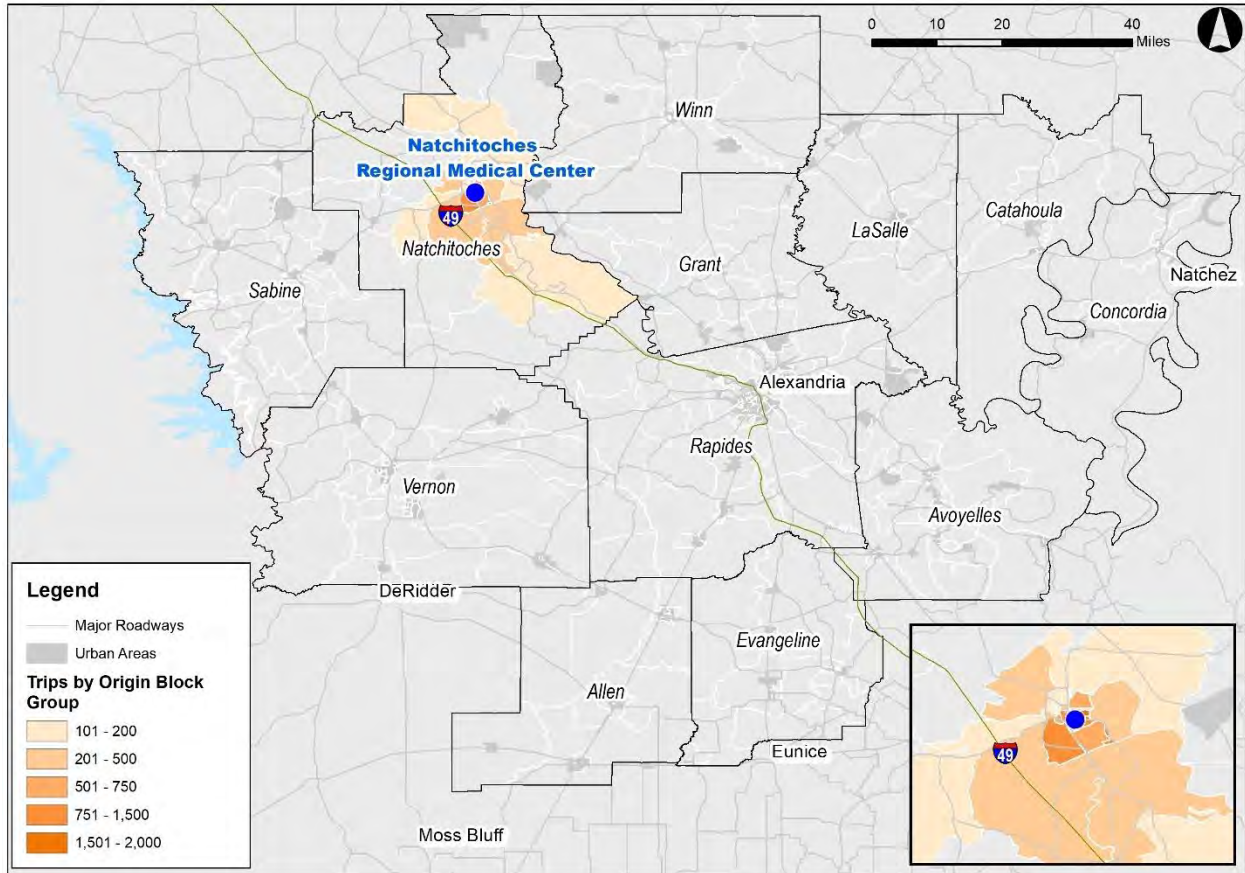 0 10 20 40
Miles
Winn
Natchitoches
Regional Medical Center
49
Natchitoches
LaSalle
Catahoula
Grant
Natchez
Sabine
Concordia
Alexandria
Rapides
Vernon
Avoyelles
DeRidder
Evangeline
Allen
Eunice
Moss Bluff
Legend
Major Roadways
Urban Areas
Trips by Origin Block
Group
101 - 200
201 - 500
501 - 750
751 - 1,500
1,501 - 2,000
49